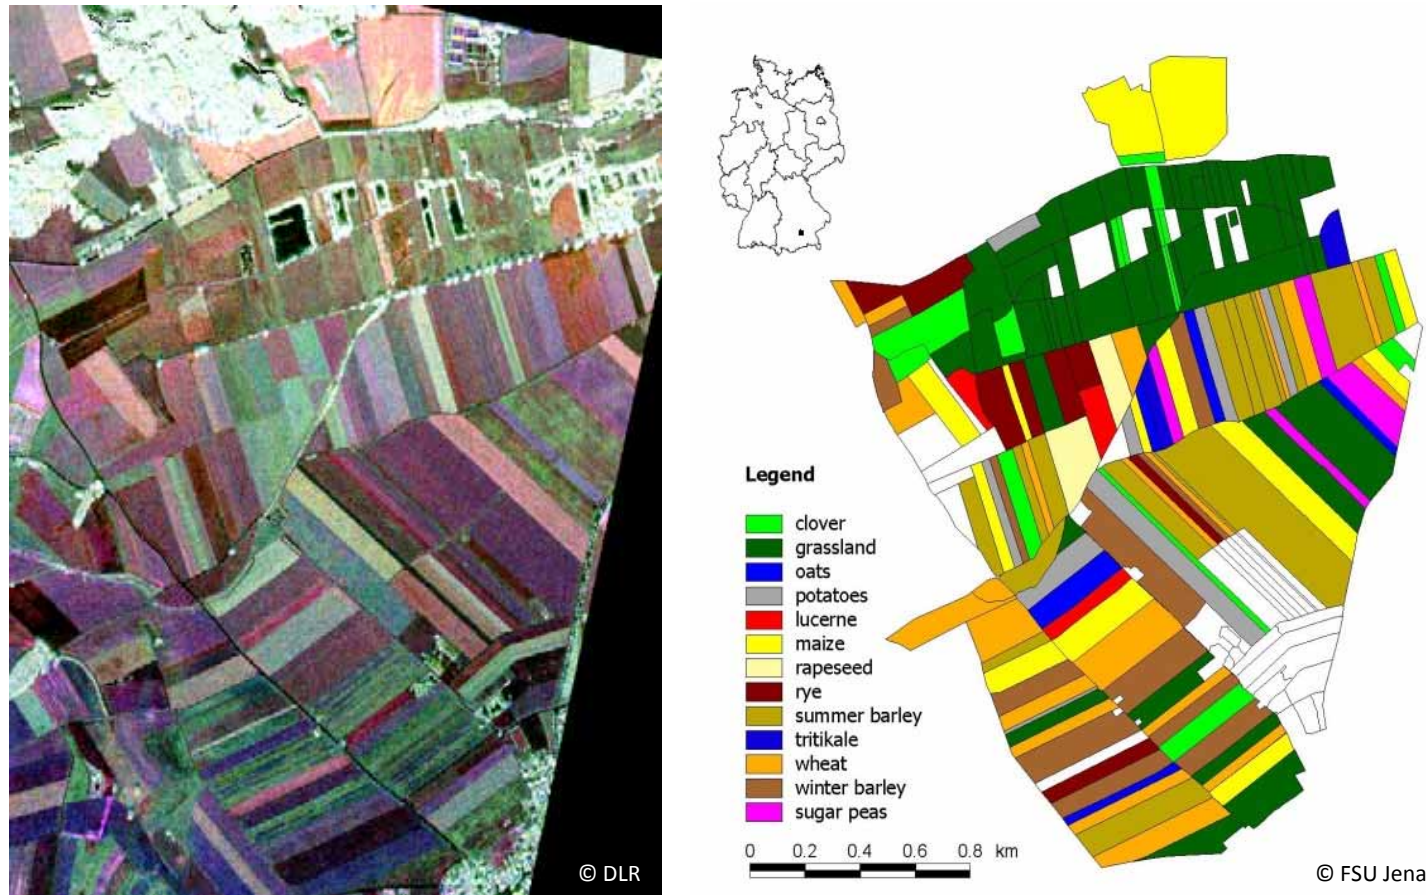 Legend
clover
grassland
oats
potatoes
lucerne
maize
rapeseed
rye
summer barley
tritikale
wheat
winter barley
sugar peas
0 0.2 0.4 0.6 0.8 km
© DLR
© FSU Jena